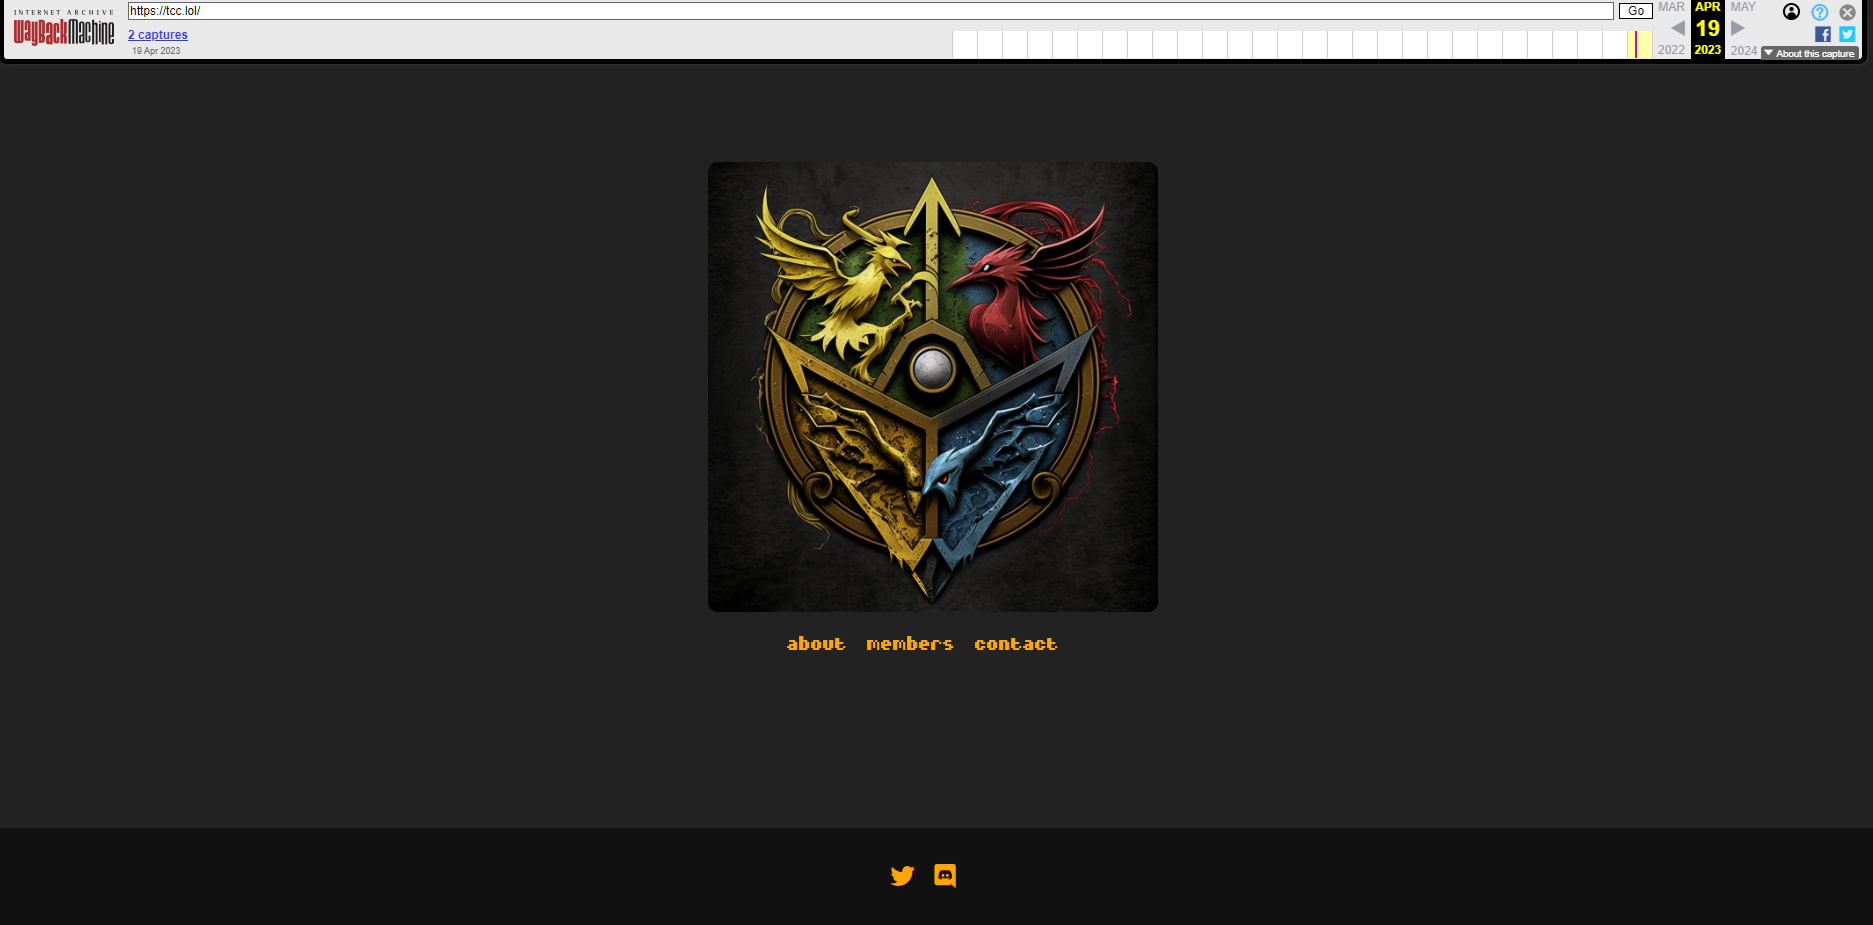 INTERNET ARCHIVE
WayBackMachine
https://tcc.lol/
Go
2 captures
19 Apr 2023
MAR
APR
MAY
19
2022
2023
2024
About this capture
about members contact